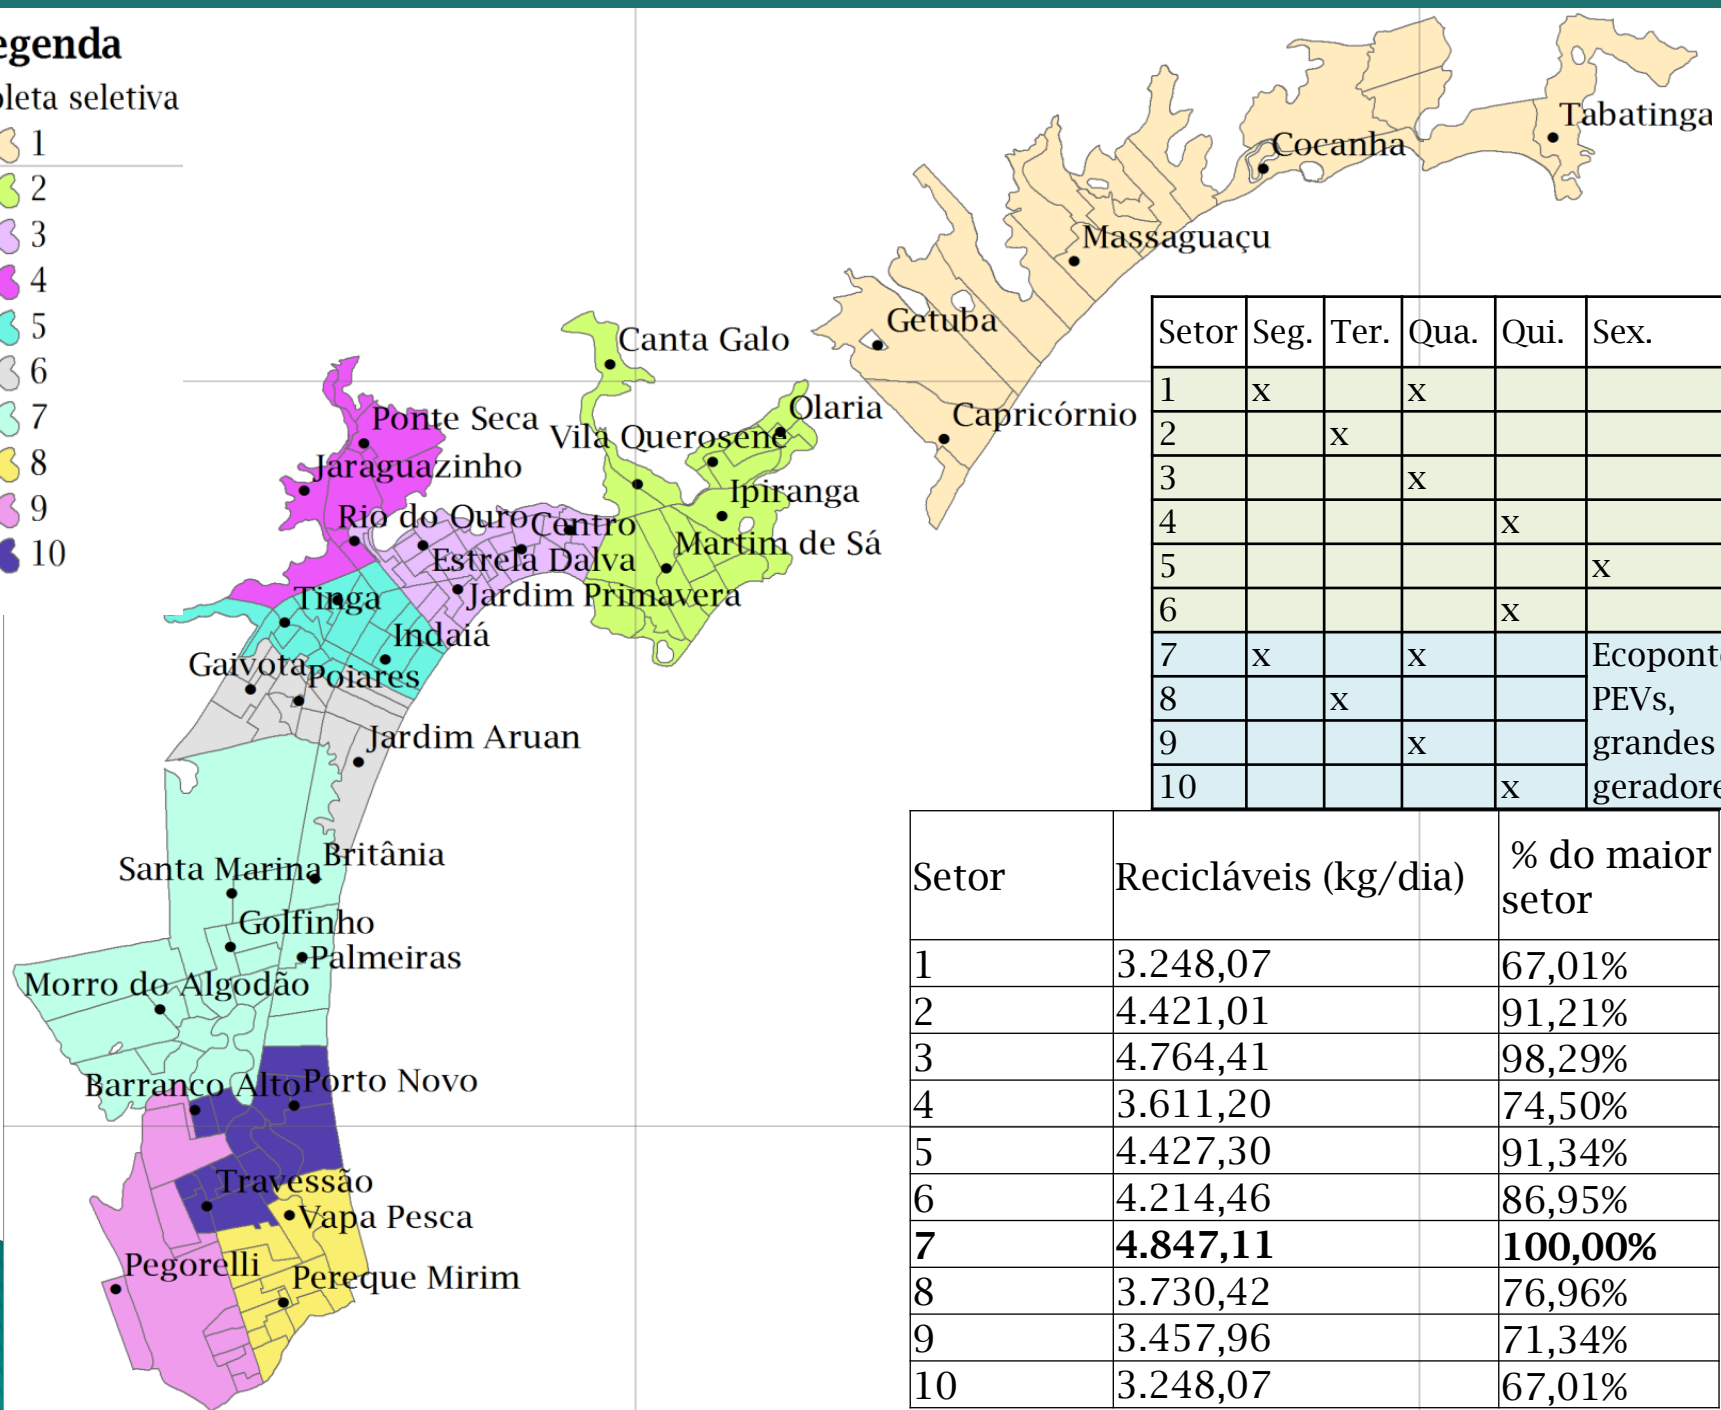 egenda
oleta seletiva
1
2
3
4
5
6
7
8
9
10
Tabatinga
Cocanha
Massaguaçu
Getuba
Capricórnio
Canta Galo
Olaria
Vila Querosene
Ipiranga
Martim de Sá
Ponte Seca
Jaraguazinho
Rio do Ouro
Centro
Estrela Dalva
Jardim Primavera
Tinga
Indaiá
Gaivota
Poiares
Jardim Aruan
Britânia
Santa Marina
Golfinho
Palmeiras
Morro do Algodão
Barranco Alto
Porto Novo
Travessão
Vapa Pesca
Pegorelli
Pereque Mirim
Setor Seg. Ter. Qua. Qui. Sex.
1 x x
2 x
3 x
4 x
5 x
6 x
7 x x Ecoponto
8 x PEVs,
9 x grandes
10 x geradore
Setor Recicláveis (kg/dia) % do maior
setor
1 3.248,07 67,01%
2 4.421,01 91,21%
3 4.764,41 98,29%
4 3.611,20 74,50%
5 4.427,30 91,34%
6 4.214,46 86,95%
7 4.847,11 100,00%
8 3.730,42 76,96%
9 3.457,96 71,34%
10 3.248,07 67,01%